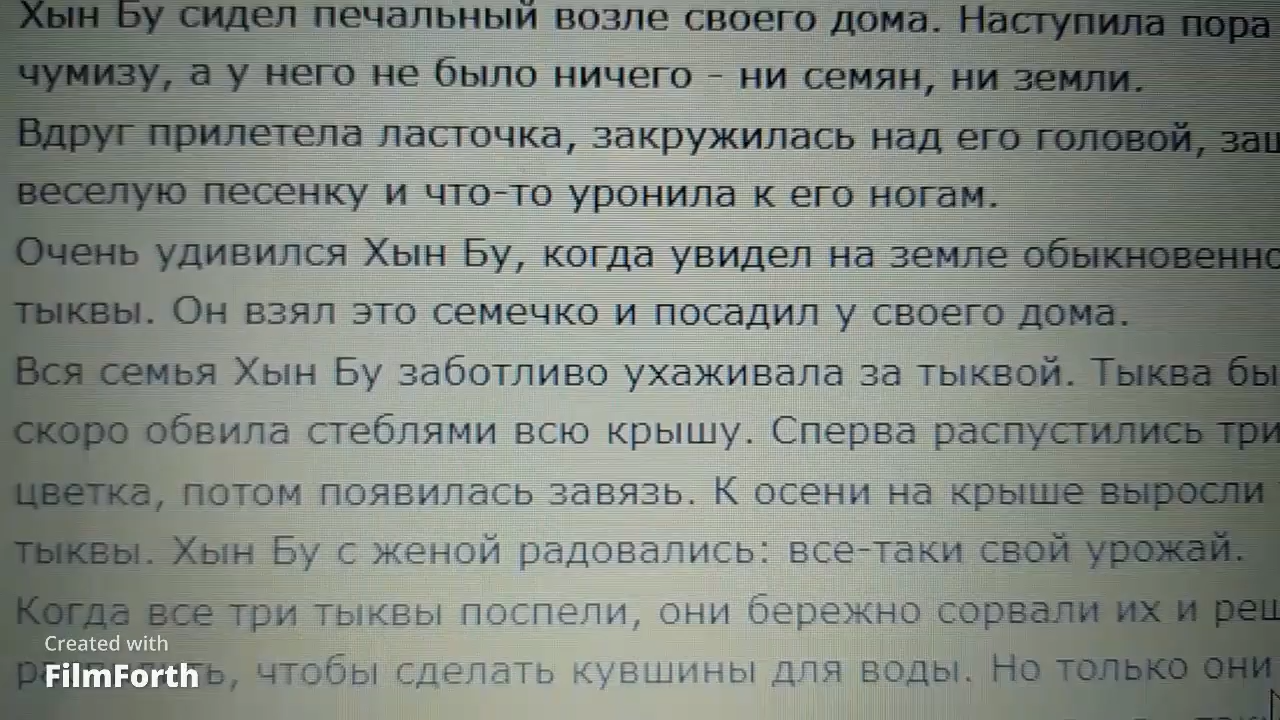 Хын Бу сидел печальный возле своего дома. Наступила пора
чумизу, а у него не было ничего – ни семян, ни земли.
Вдруг прилетела ласточка, закружилась над его головой,
веселую песенку и что-то уронила к его ногам.
Очень удивился Хын Бу, когда увидел на земле
тыквы. Он взял это семечко и посадил у своего дома.
Вся семья Хын Бу заботливо ухаживала за тыквой. Тыква
скоро обвила стеблями всю крышу. Сперва распустились три
цветка, потом появилась завязь. К осени на крыше выросли
тыквы. Хын Бу с женой радовались: все-таки свой урожай.
Когда все три тыквы поспели, они бережно сорвали их и
чтобы сделать кувшины для воды. Но только они
Created with
FilmForth